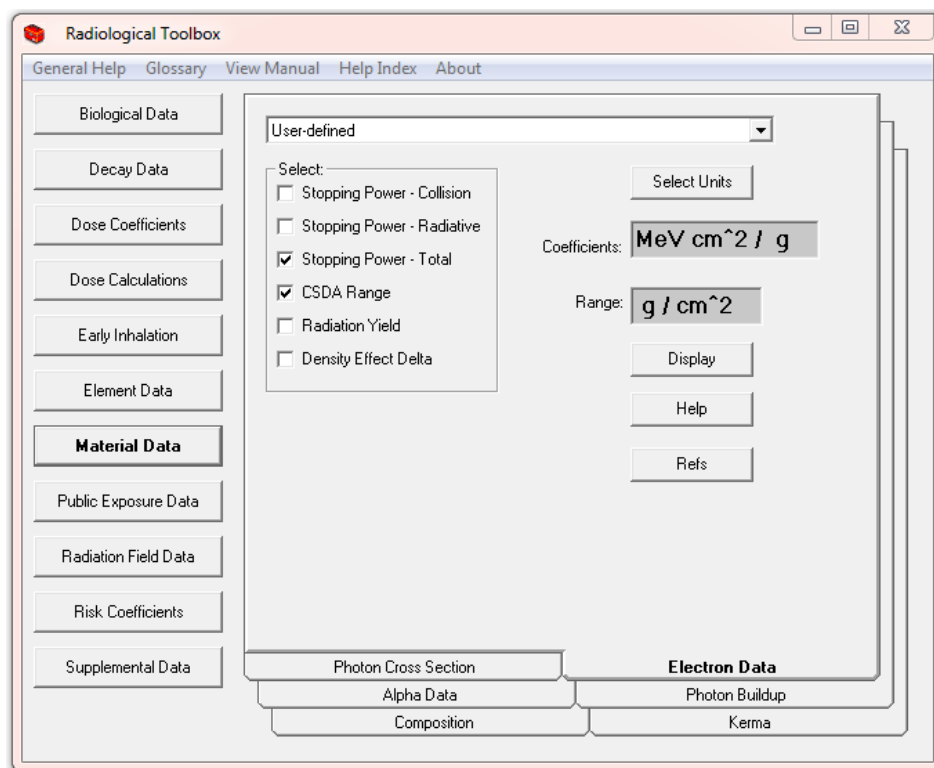 Radiological Toolbox
General Help Glossary View Manual Help Index About
Biological Data
Decay Data
Dose Coefficients
Dose Calculations
Early Inhalation
Element Data
Material Data
Public Exposure Data
Radiation Field Data
Risk Coefficients
Supplemental Data
User-defined
Select:
Stopping Power - Collision
Stopping Power - Radiative
Stopping Power - Total
CSDA Range
Radiation Yield
Density Effect Delta
Select Units
Coefficients: MeV cm^2 / g
Range: g / cm^2
Display
Help
Refs
Photon Cross Section Electron Data
Alpha Data Photon Buildup
Composition Kerma